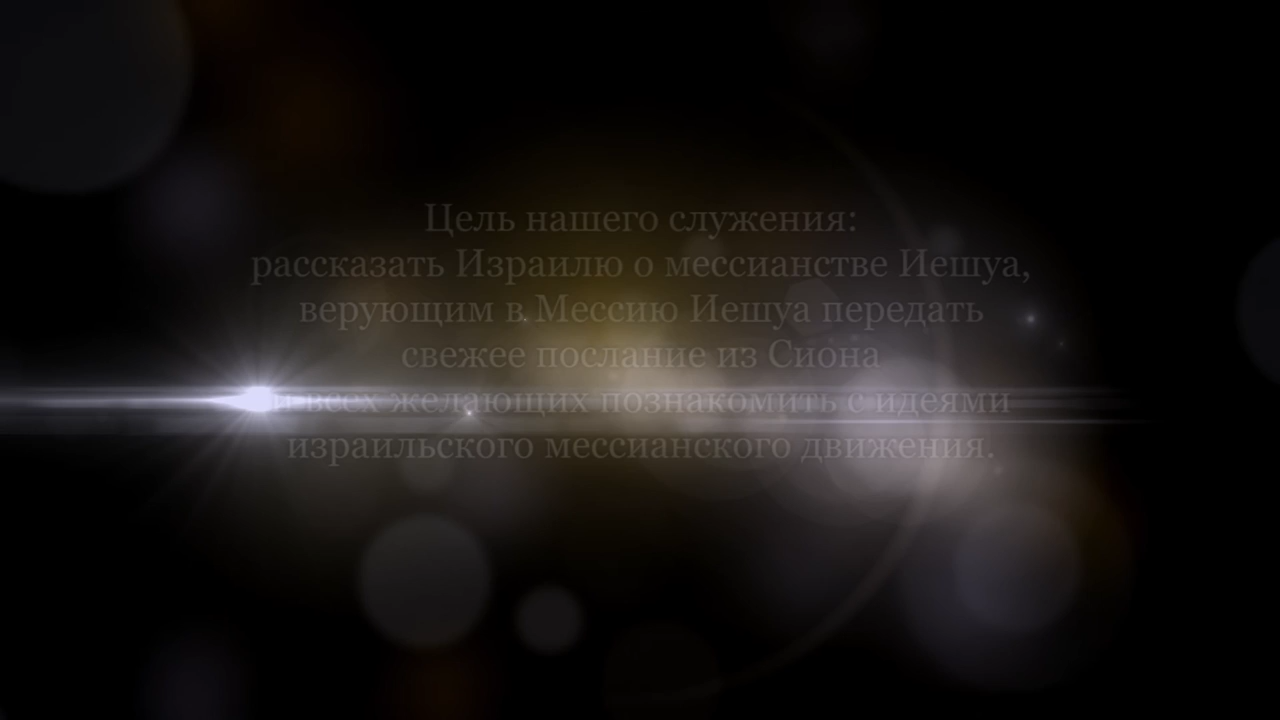 Цель нашего служения:
рассказать Израилю о мессианстве Иешуа,
верующим в Мессию Иешуа передать
свежее послание из Сиона
и всех желающих познакомить с идеями
израильского мессианского движения.